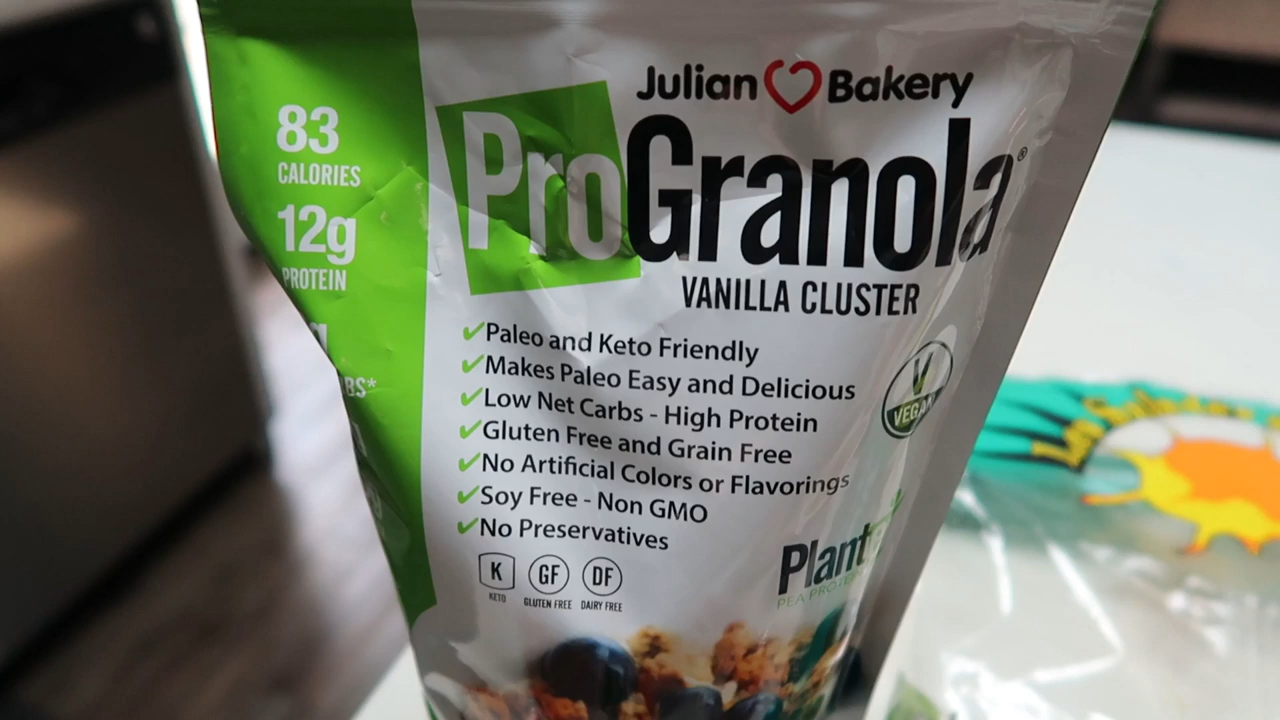 Julian Bakery
ProGranola®
VANILLA CLUSTER
83
CALORIES
12g
PROTEIN
Paleo and Keto Friendly
Makes Paleo Easy and Delicious
Low Net Carbs - High Protein
Gluten Free and Grain Free
No Artificial Colors or Flavorings
Soy Free - Non GMO
No Preservatives
V
VEGAN
K
KETO
GF
GLUTEN FREE
DF
DAIRY FREE
PEA